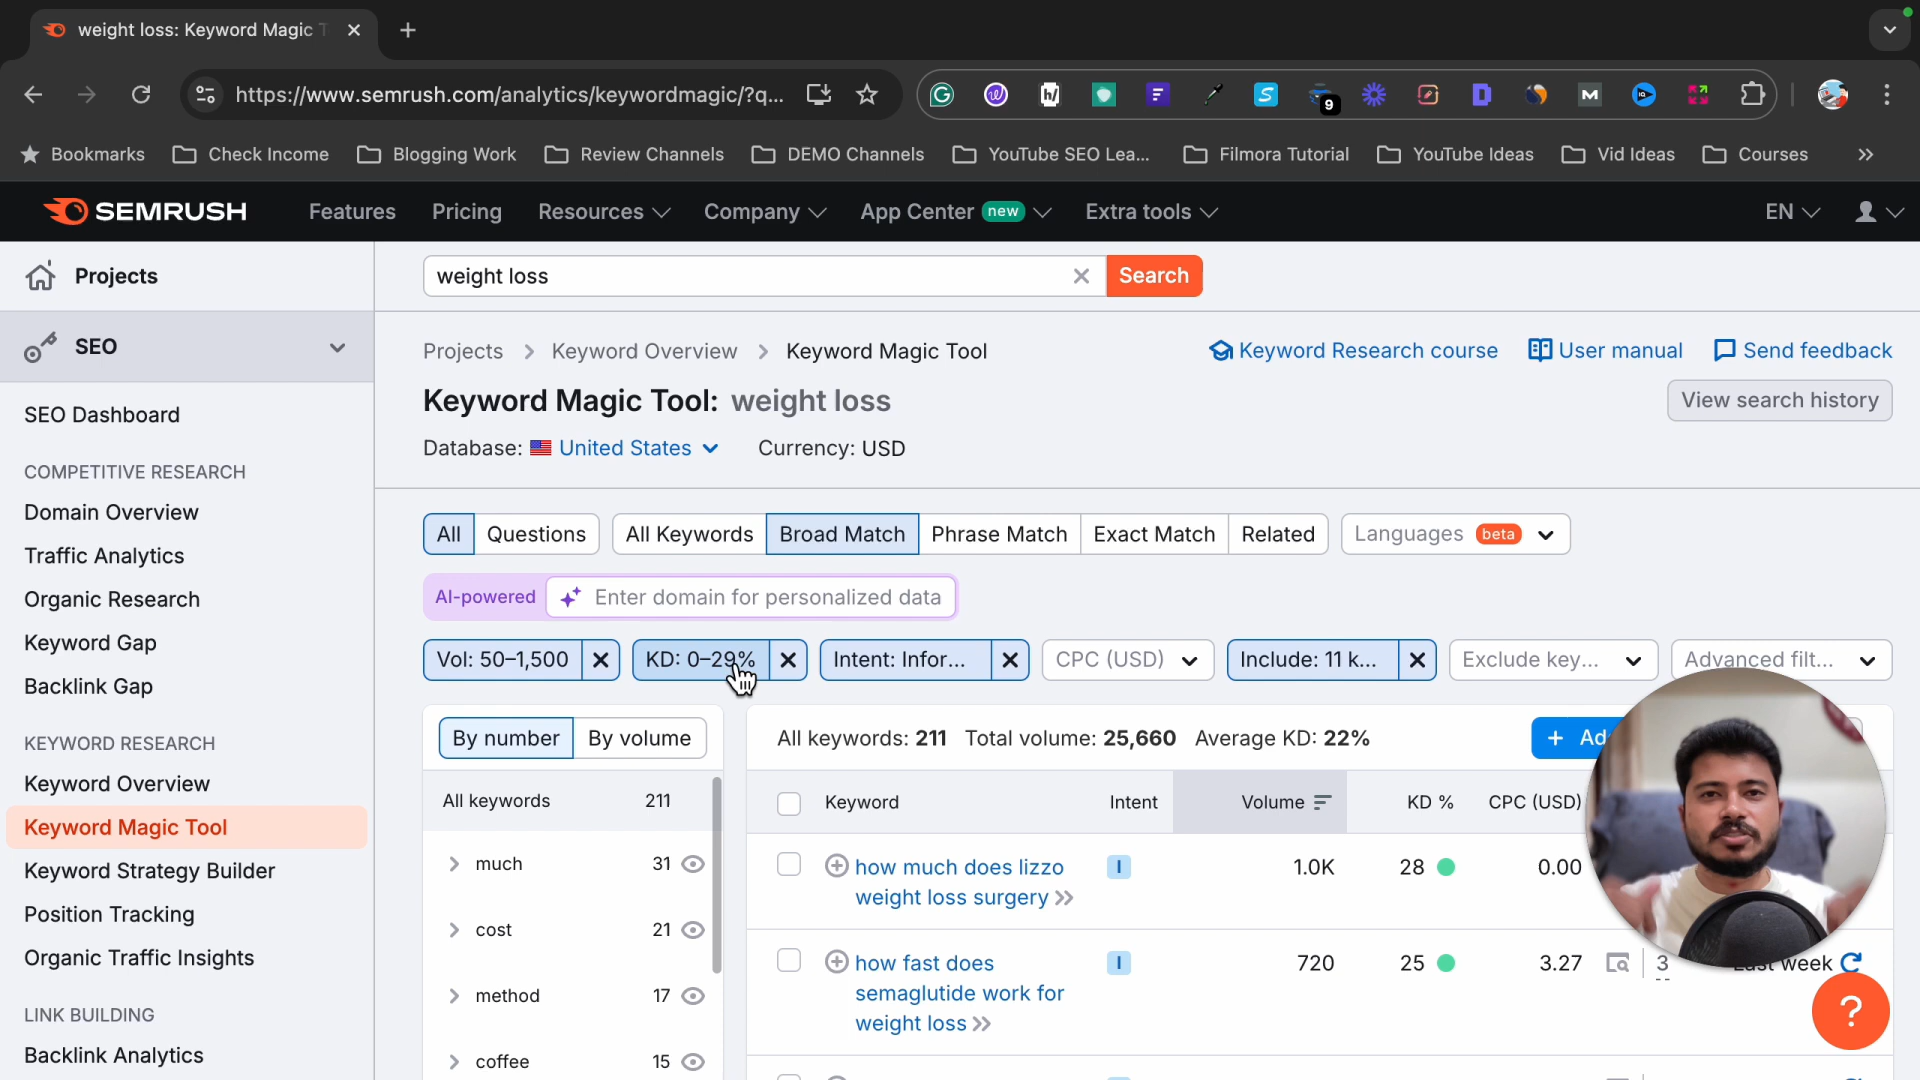 weight loss: Keyword Magic T
https://www.semrush.com/analytics/keywordmagic/?q...
9
Bookmarks
Check Income
Blogging Work
Review Channels
DEMO Channels
YouTube SEO Lea...
Filmora Tutorial
YouTube Ideas
Vid Ideas
Courses
SEMRUSH
Features
Pricing
Resources
Company
App Center new
Extra tools
EN
Projects
weight loss
Search
SEO
Projects > Keyword Overview > Keyword Magic Tool
Keyword Research course
User manual
Send feedback
Keyword Magic Tool: weight loss
View search history
Database: United States
Currency: USD
SEO Dashboard
COMPETITIVE RESEARCH
Domain Overview
Traffic Analytics
Organic Research
Keyword Gap
Backlink Gap
KEYWORD RESEARCH
Keyword Overview
Keyword Magic Tool
Keyword Strategy Builder
Position Tracking
Organic Traffic Insights
LINK BUILDING
Backlink Analytics
All
Questions
All Keywords
Broad Match
Phrase Match
Exact Match
Related
Languages beta
AI-powered
Enter domain for personalized data
Vol: 50–1,500
KD: 0–29%
Intent: Infor...
CPC (USD)
Include: 11 k...
Exclude key...
Advanced filt...
By number
By volume
All keywords: 211 Total volume: 25,660 Average KD: 22%
+ Ad
All keywords 211
much 31
cost 21
method 17
coffee 15
Keyword Intent Volume KD % CPC (USD)
how much does lizzo I 1.0K 28 0.00
weight loss surgery
how fast does I 720 25 3.27 3 Last week
semaglutide work for
weight loss
?